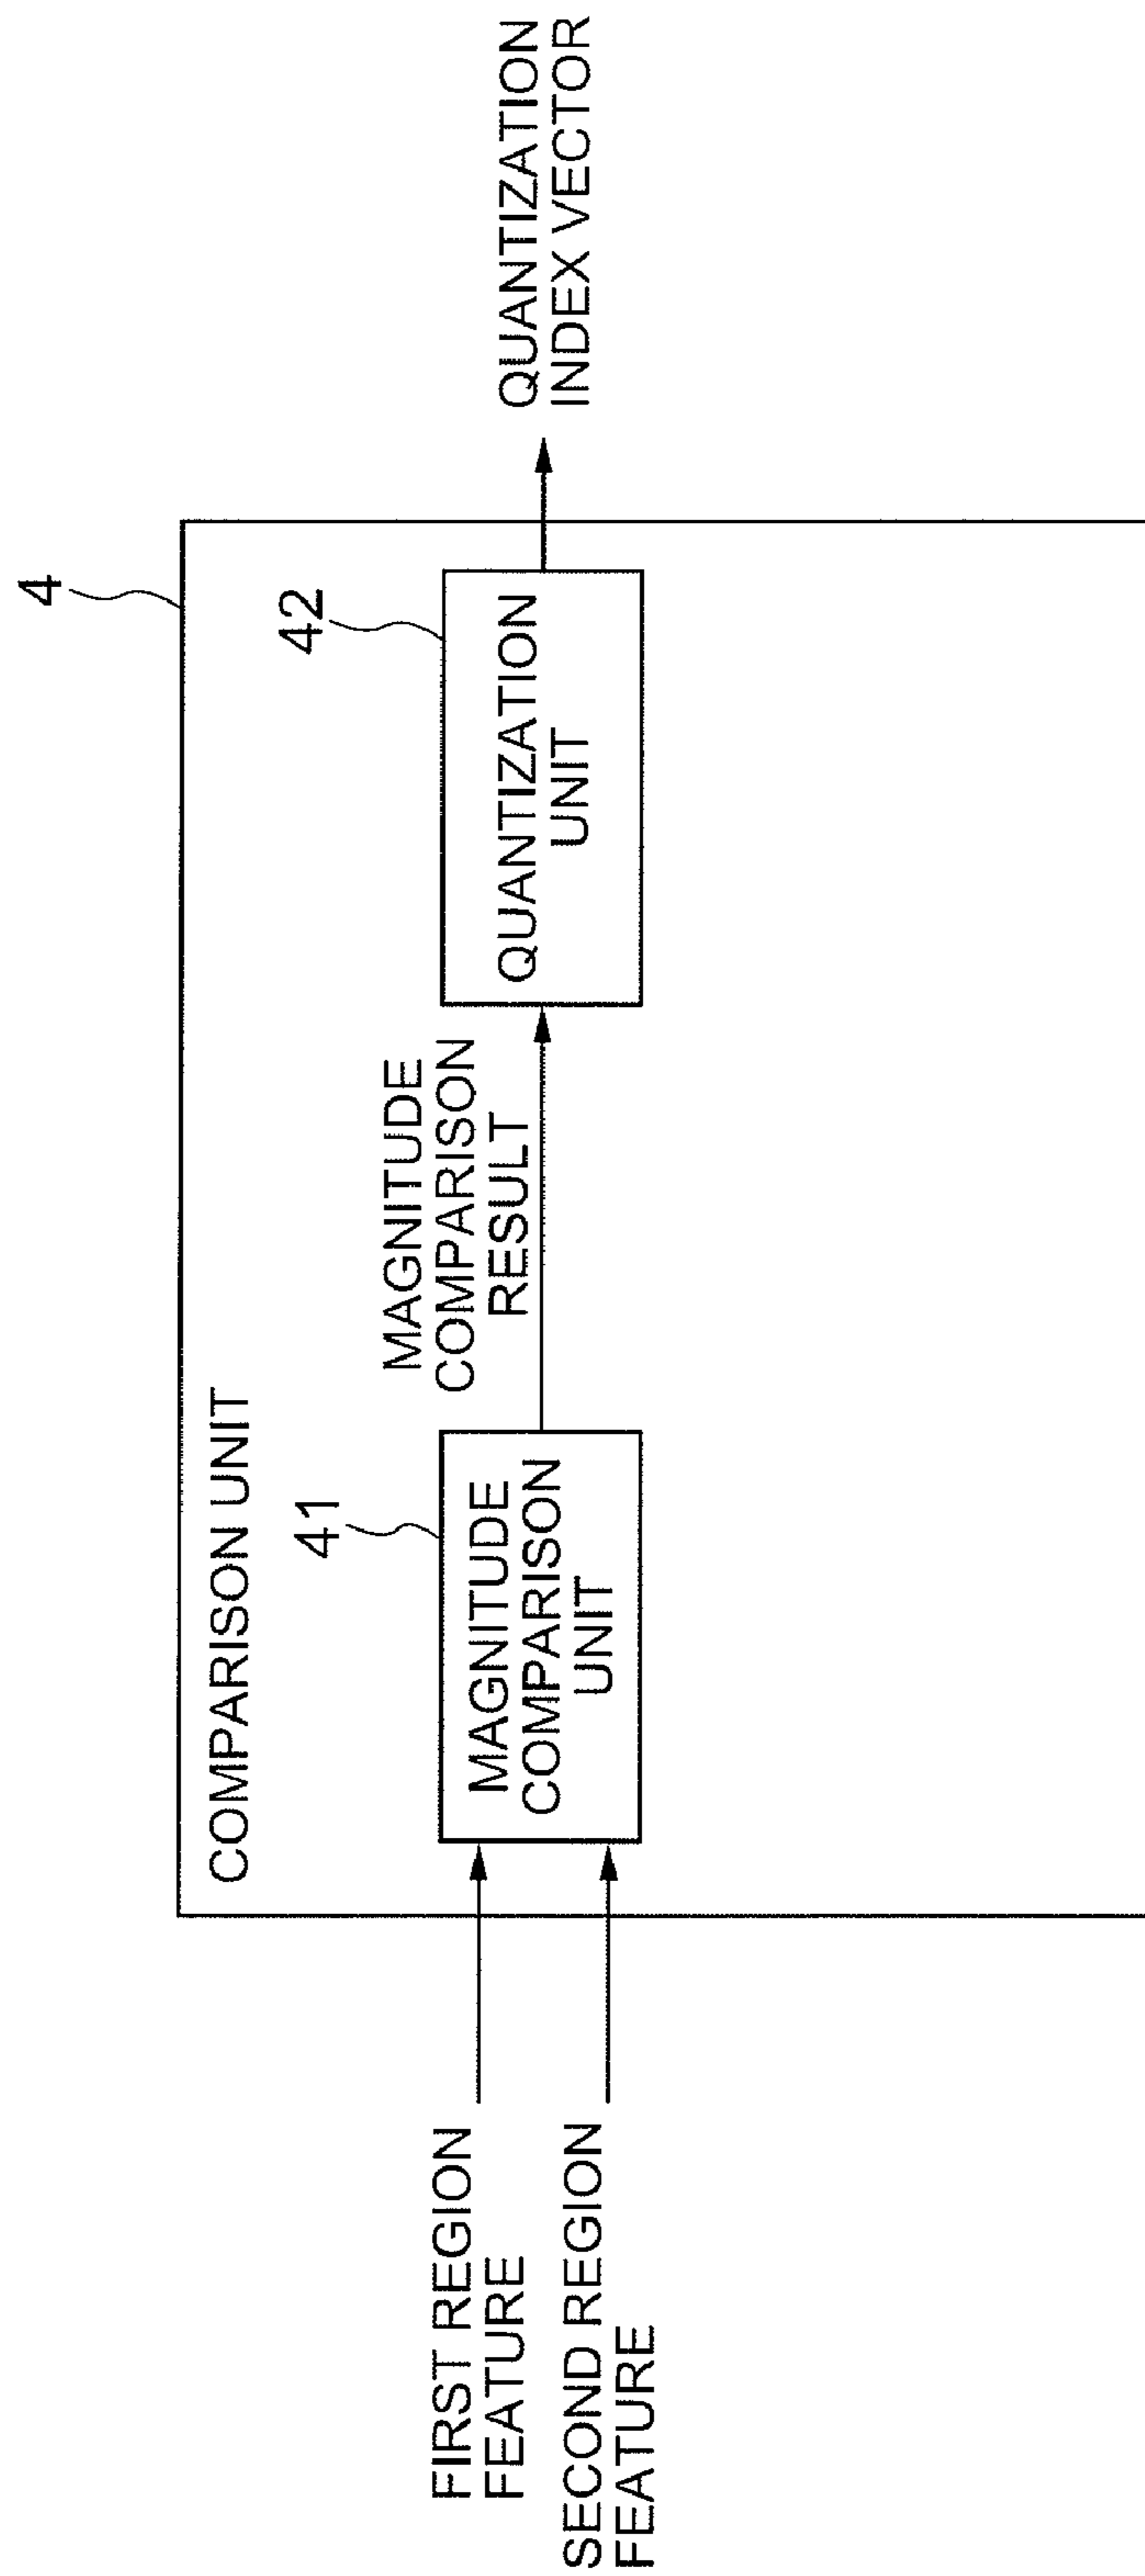 4
COMPARISON UNIT
41
42
FIRST REGION
FEATURE
SECOND REGION
FEATURE
MAGNITUDE
COMPARISON
UNIT
MAGNITUDE
COMPARISON
RESULT
QUANTIZATION
UNIT
QUANTIZATION
INDEX VECTOR